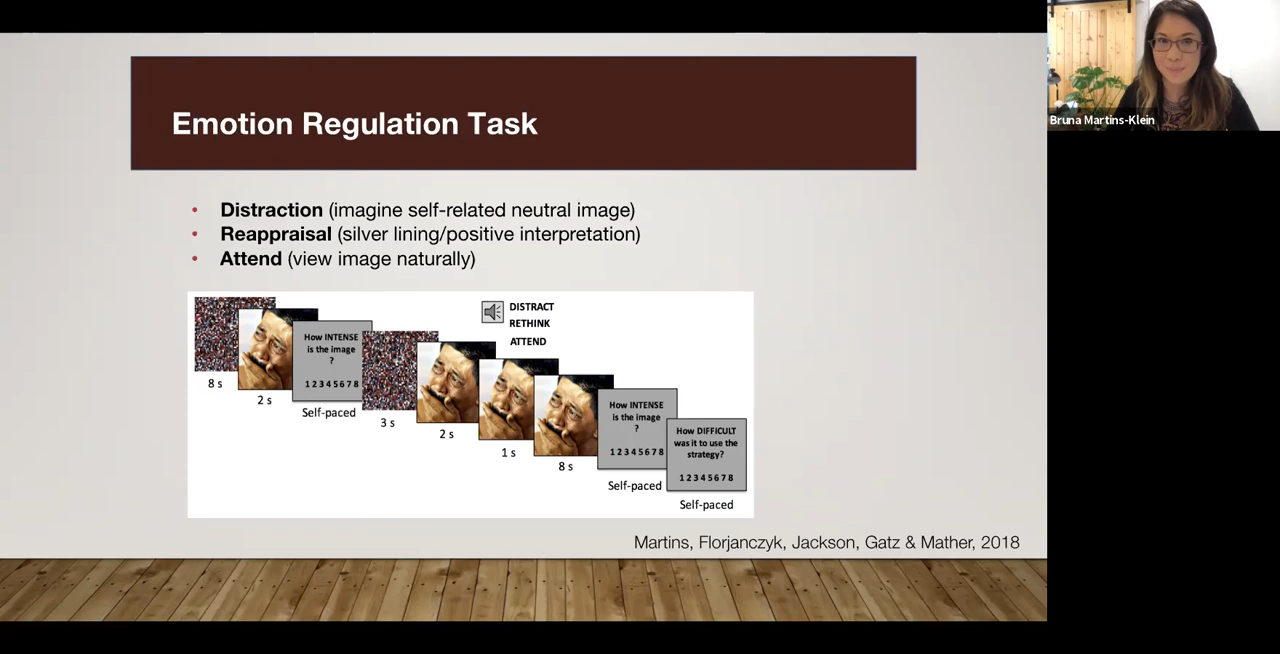 Emotion Regulation Task
Bruna Martins-Klein
• Distraction (imagine self-related neutral image)
• Reappraisal (silver lining/positive interpretation)
• Attend (view image naturally)
DISTRACT
RETHINK
ATTEND
How INTENSE
is the image
?
1 2 3 4 5 6 7 8
8 s
2 s
Self-paced
3 s
2 s
1 s
8 s
How INTENSE
is the image
?
1 2 3 4 5 6 7 8
Self-paced
How DIFFICULT
was it to use the
strategy?
1 2 3 4 5 6 7 8
Self-paced
Martins, Florjanczyk, Jackson, Gatz & Mather, 2018